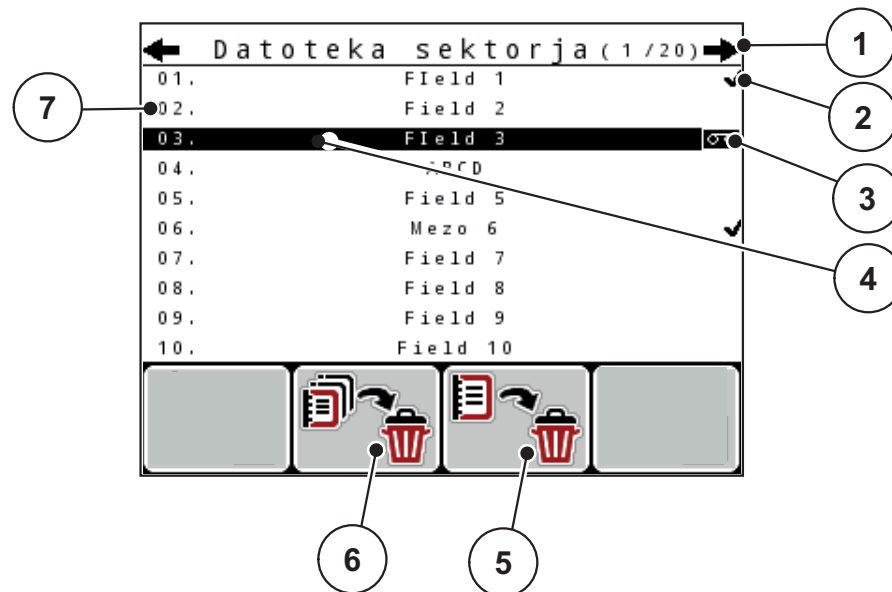 Datoteka sektorja (1/20)
01. FIeld 1
02. Field 2
03. FIeld 3
04. ABCD
05. Field 5
06. Mezo 6
07. Field 7
08. Field 8
09. Field 9
10. Field 10
1
2
3
4
5
6
7